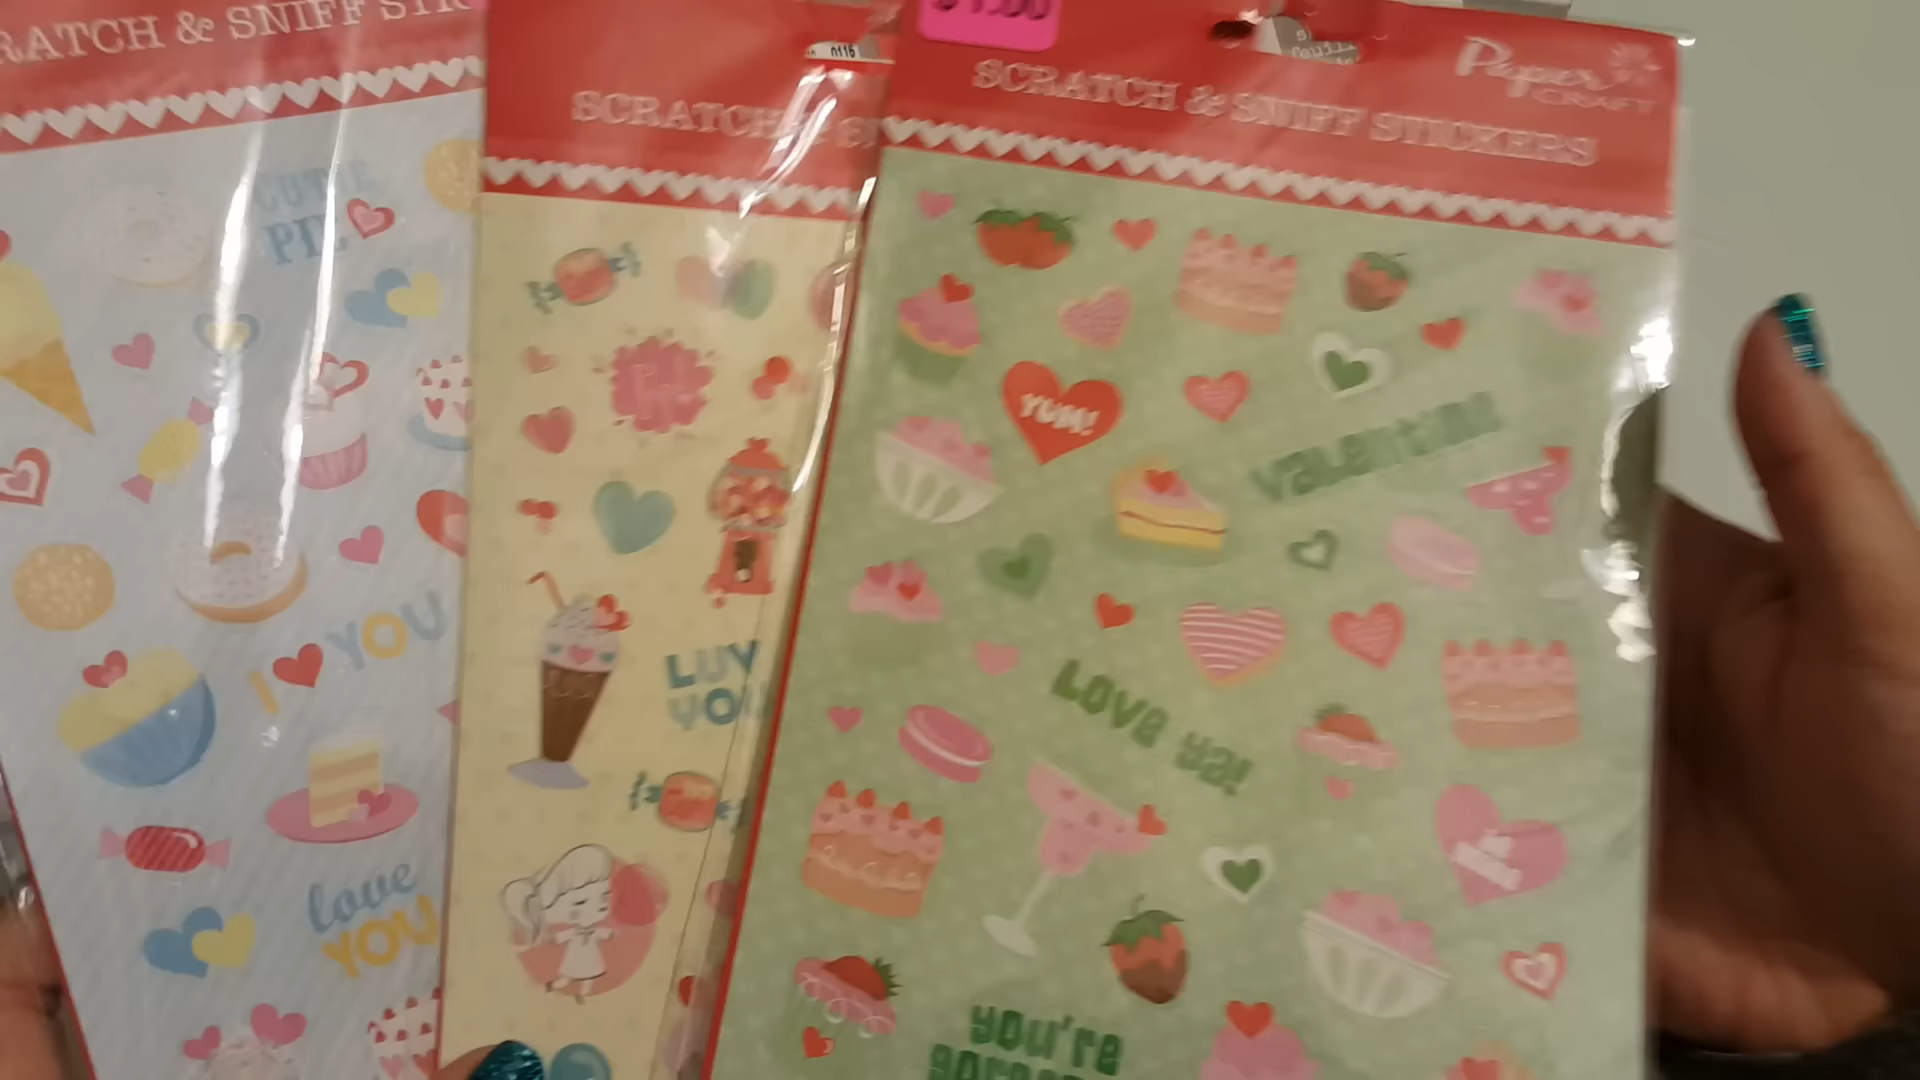 SCRATCH & SNIFF STICKERS
Paper
CRAFT
SCRATCH &
RATCH & SNIFF
CUTIE
PIE
YUM!
valentine
I YOU
LUV
YOU
Love ya!
love
YOU
you're